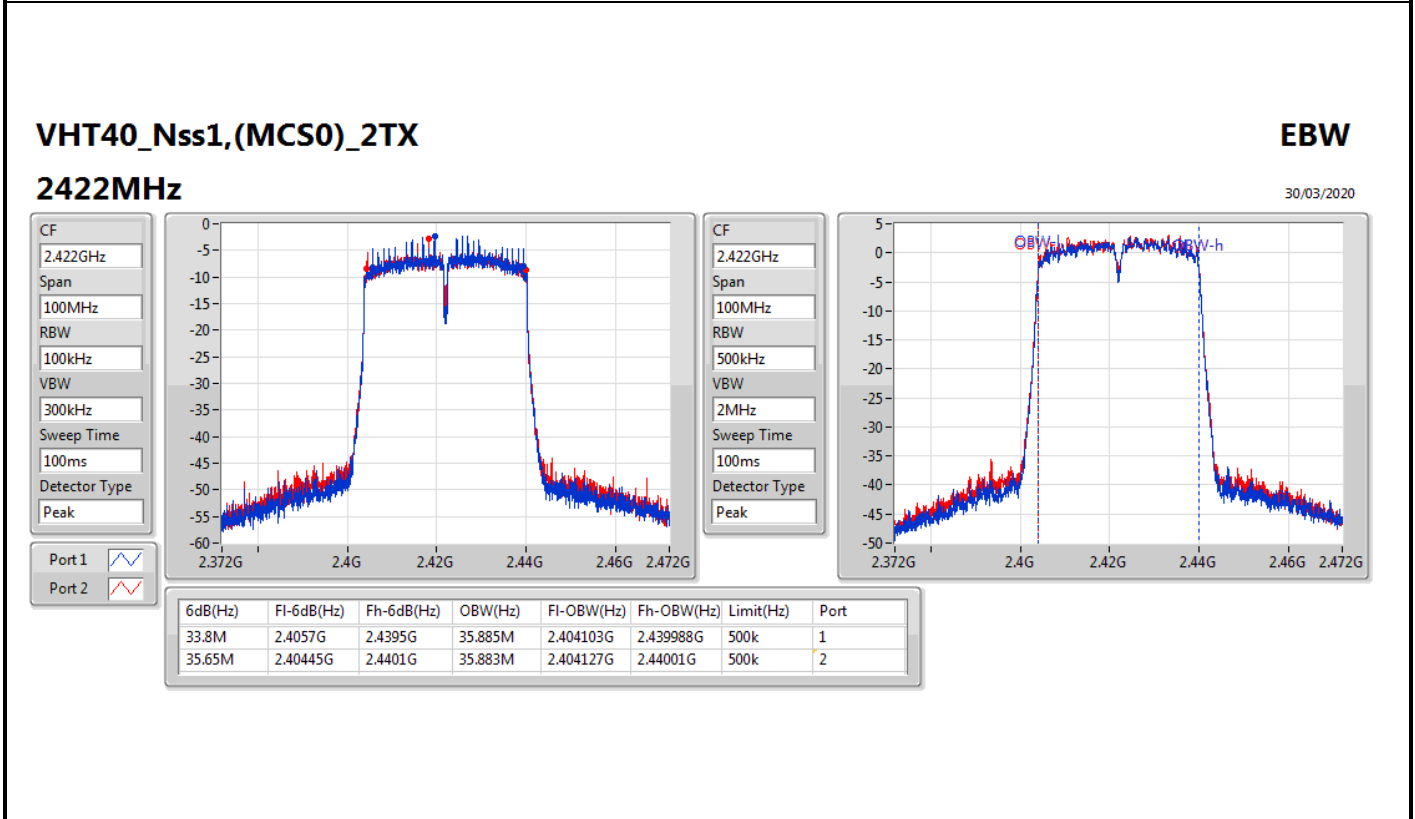 VHT40_Nss1,(MCS0)_2TX
EBW
2422MHz
30/03/2020
CF
2.422GHz
Span
100MHz
RBW
100kHz
VBW
300kHz
Sweep Time
100ms
Detector Type
Peak
Port 1
Port 2
0
-5
-10
-15
-20
-25
-30
-35
-40
-45
-50
-55
-60
2.372G 2.4G 2.42G 2.44G 2.46G 2.472G
CF
2.422GHz
Span
100MHz
RBW
500kHz
VBW
2MHz
Sweep Time
100ms
Detector Type
Peak
5
0
-5
-10
-15
-20
-25
-30
-35
-40
-45
-50
OBW-l OBW-h
2.372G 2.4G 2.42G 2.44G 2.46G 2.472G
6dB(Hz) Fl-6dB(Hz) Fh-6dB(Hz) OBW(Hz) Fl-OBW(Hz) Fh-OBW(Hz) Limit(Hz) Port
33.8M 2.4057G 2.4395G 35.885M 2.404103G 2.439988G 500k 1
35.65M 2.40445G 2.4401G 35.883M 2.404127G 2.44001G 500k 2